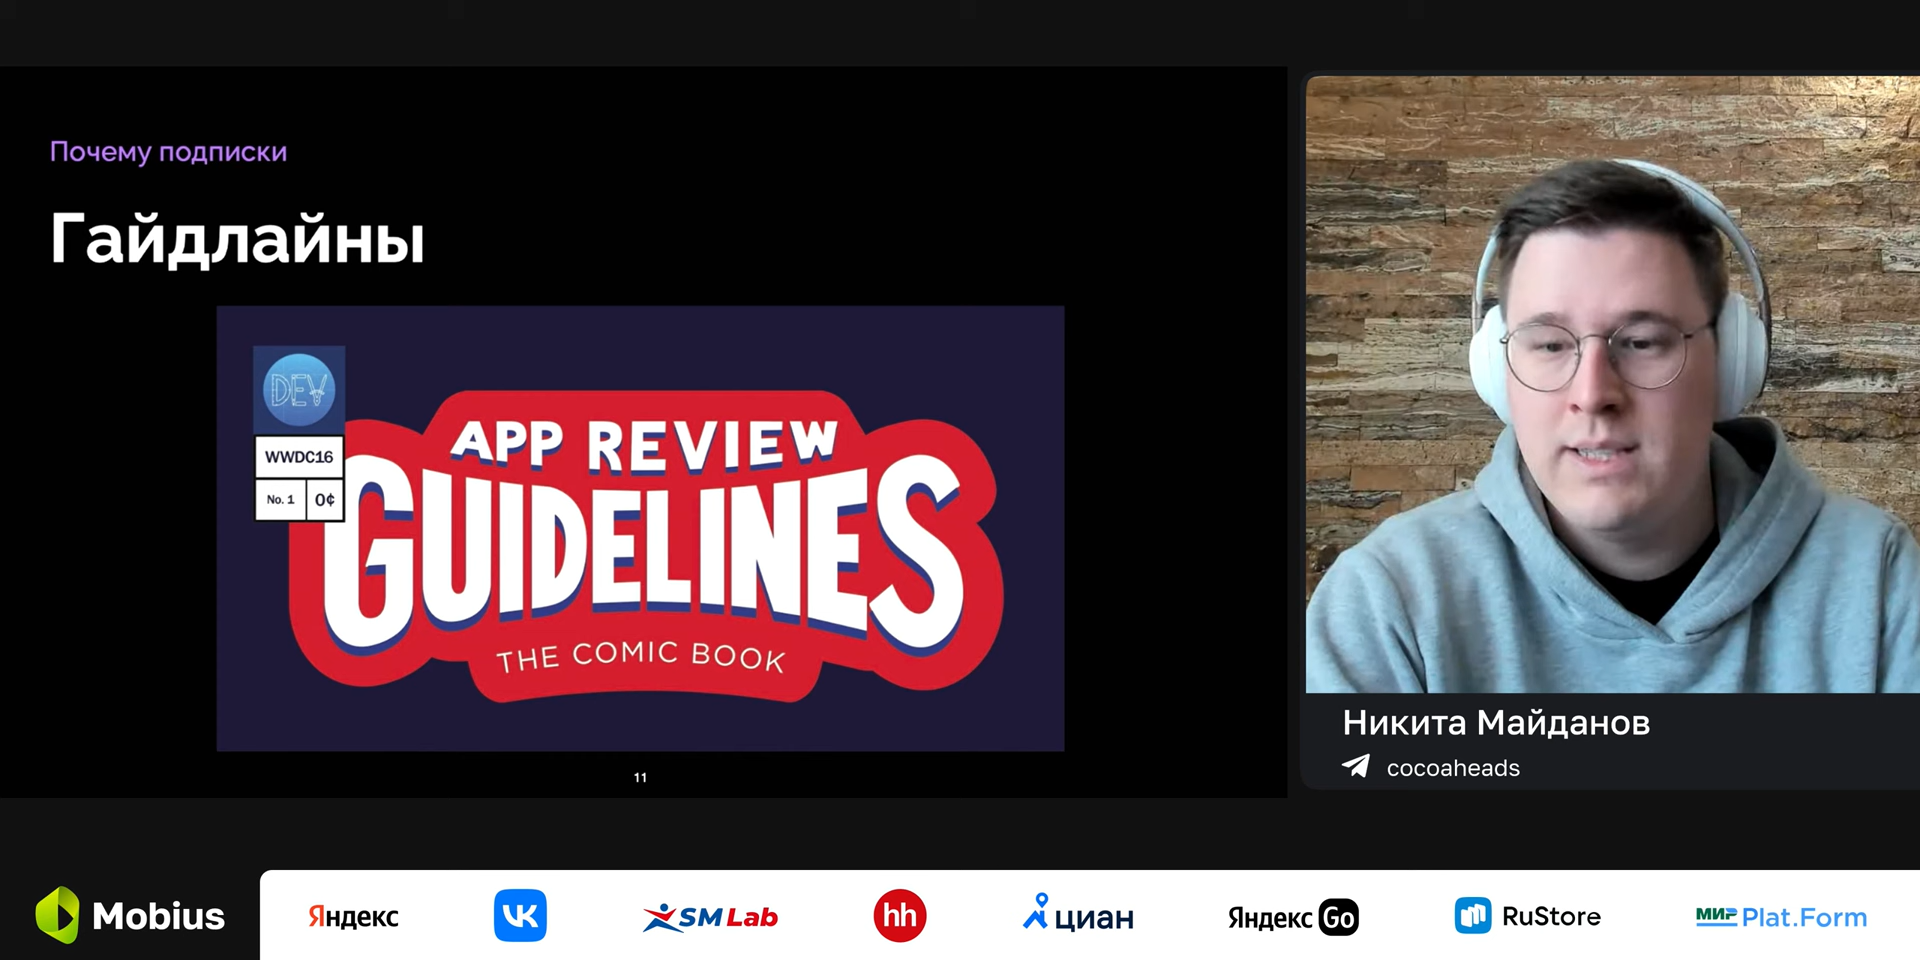 Почему подписки
Гайдлайны
DEV
WWDC16
No. 1 0¢
APP REVIEW
GUIDELINES
THE COMIC BOOK
11
Никита Майданов
cocoaheads
Mobius
Яндекс
VK
SM Lab
hh
циан
Яндекс Go
RuStore
МИР Plat.Form